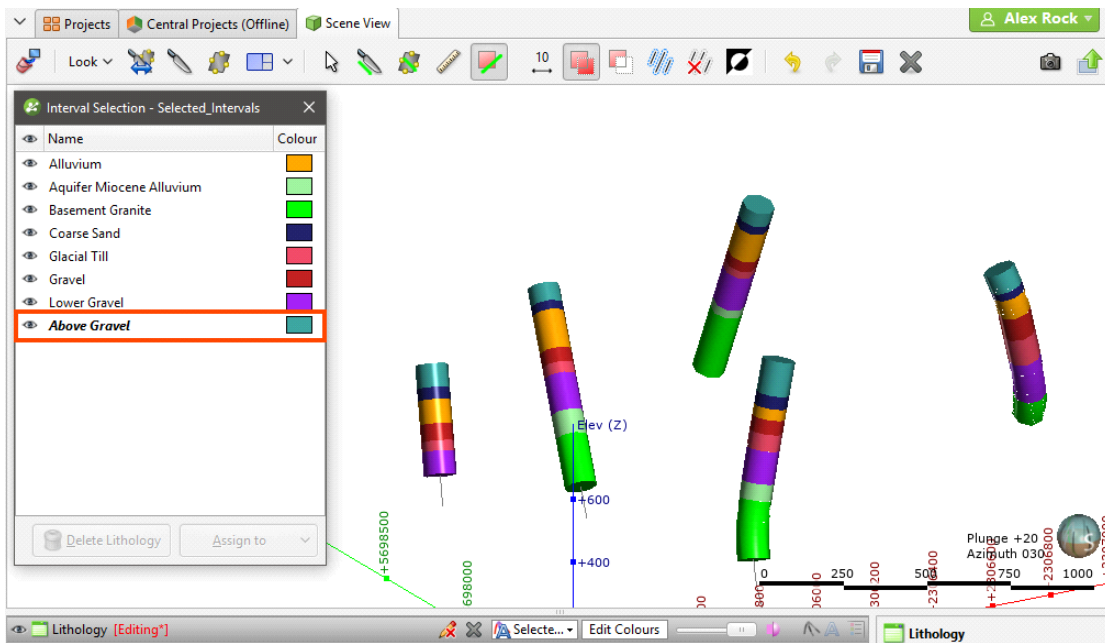 Projects Central Projects (Offline) Scene View Alex Rock
Look 10
Interval Selection - Selected_Intervals
Name Colour
Alluvium
Aquifer Miocene Alluvium
Basement Granite
Coarse Sand
Glacial Till
Gravel
Lower Gravel
Above Gravel
Delete Lithology Assign to
Elev (Z)
+600
+400
+5698500
698000
Plunge +20
Azimuth 030
0 250 500 750 1000
+2306800
Lithology [Editing*] Selecte... Edit Colours Lithology